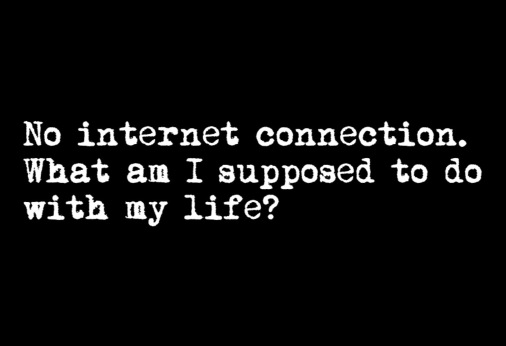 No internet connection.
What am I supposed to do
with my life?